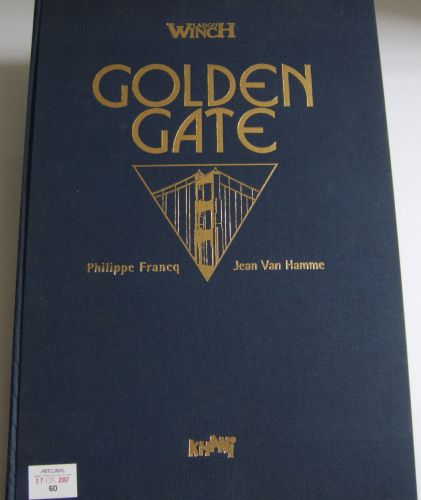 LARGO
WINCH
GOLDEN
GATE
Philippe Francq Jean Van Hamme
KHANI
ARTCURIAL
17 2007
60